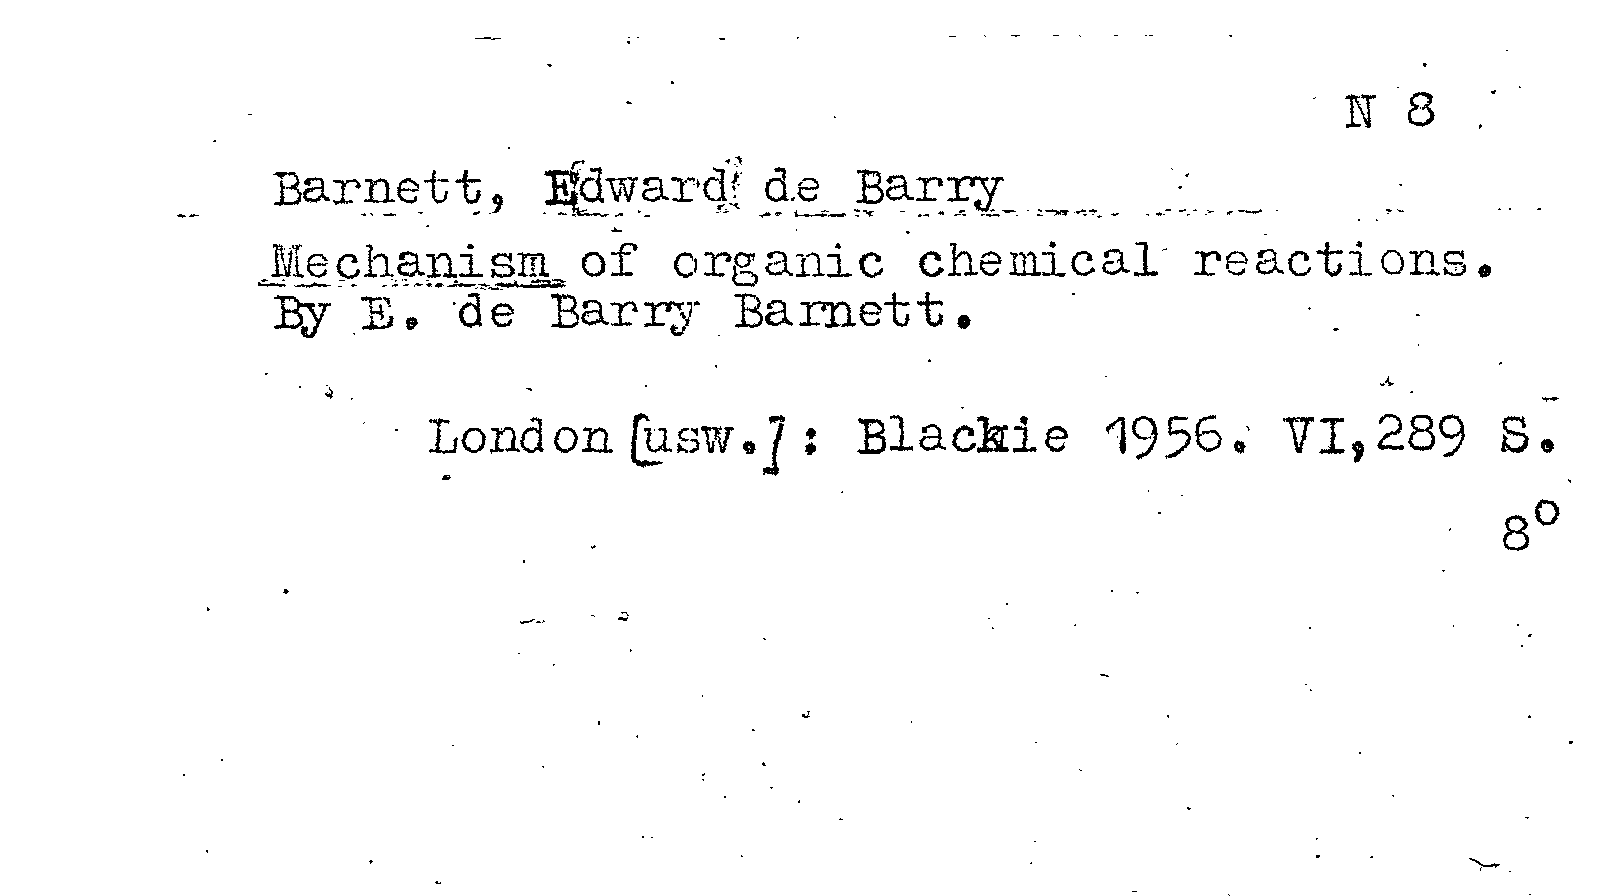 N 8
Barnett, Edward de Barry
Mechanism of organic chemical reactions.
By E. de Barry Barnett.
London [usw.]: Blackie 1956. VI,289 S.
8°